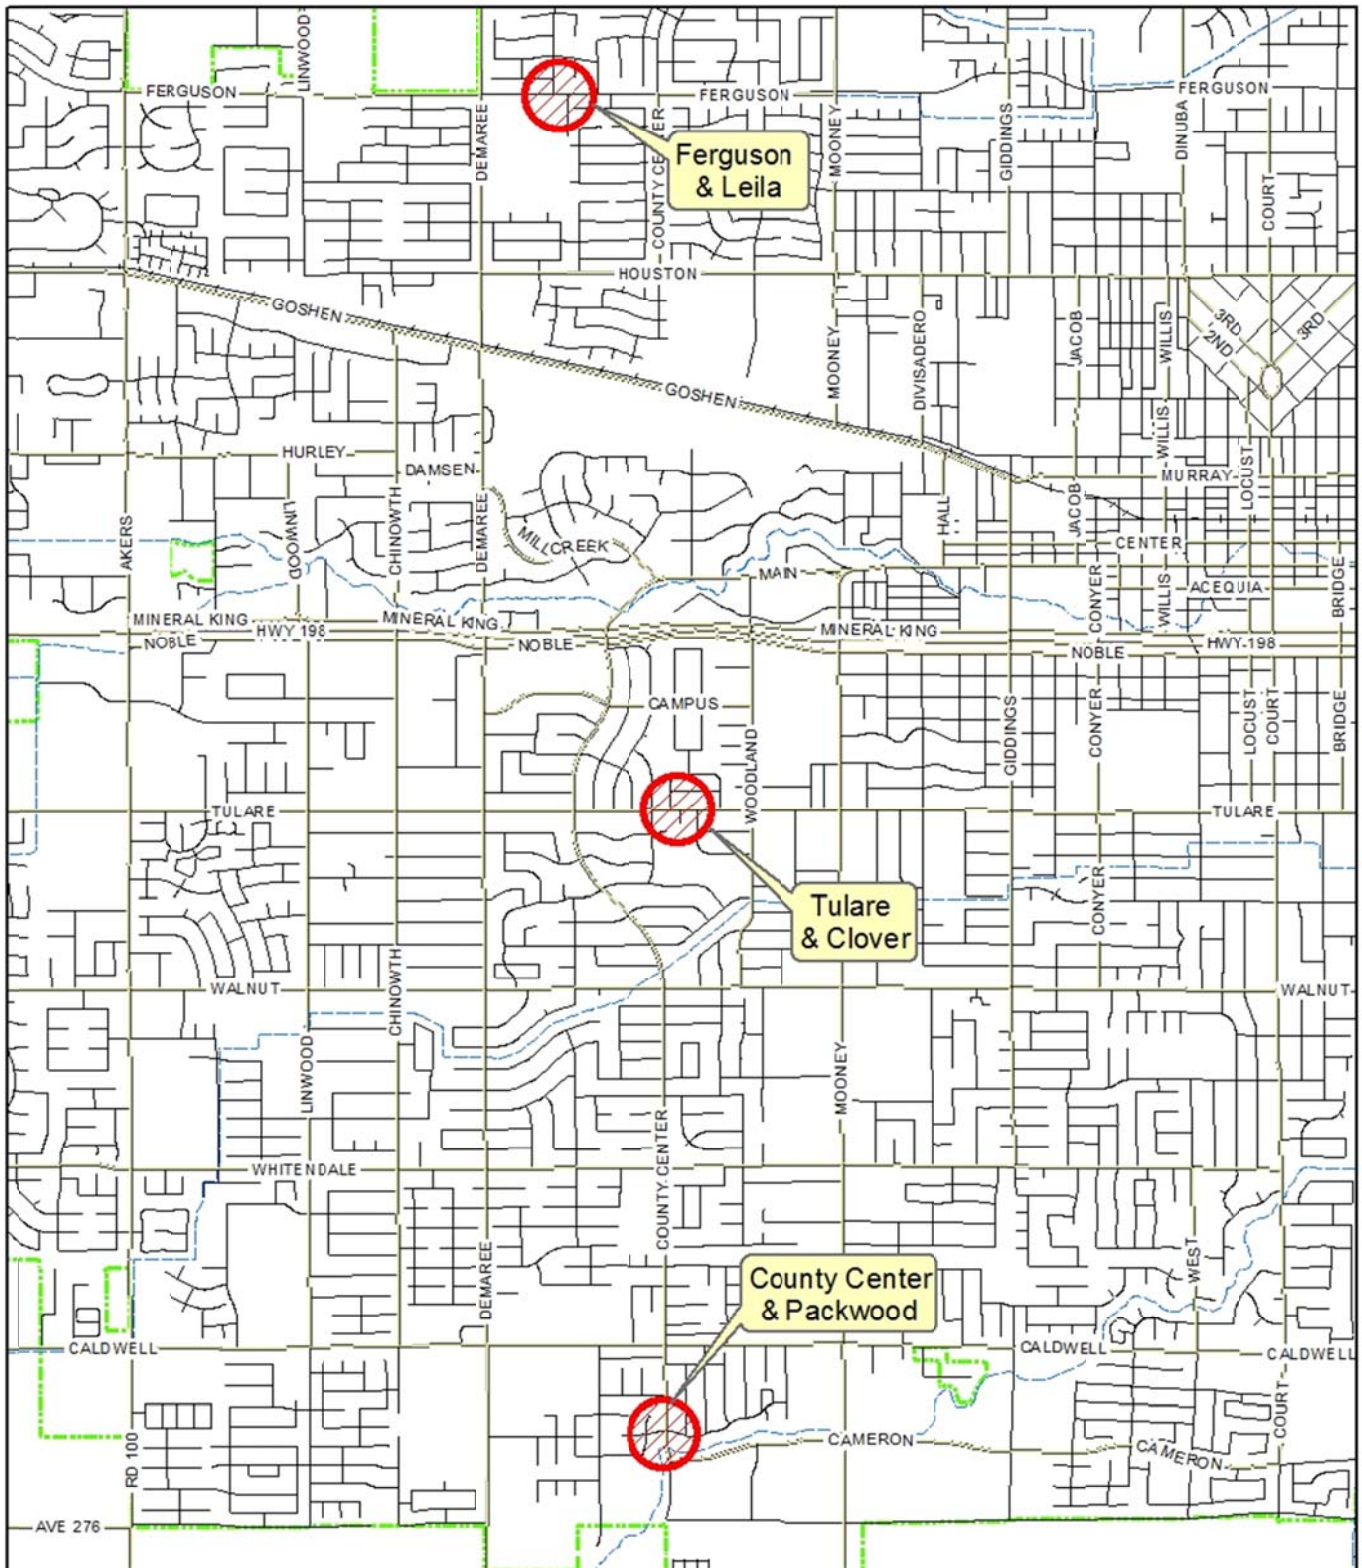 LINWOOD
FERGUSON
FERGUSON
FERGUSON
DEMAREE
COUNTY CENTER
MOONEY
GIDDINGS
DINUBA
COURT
Ferguson
& Leila
HOUSTON
GOSHEN
GOSHEN
MOONEY
DIVISADERO
JACOB
WILLIS
3RD
2ND
3RD
HURLEY
DAMSEN
WILLIS
MURRAY
LOCUST
AKERS
LINWOOD
CHINOWTH
DEMAREE
MILLCREEK
HALL
JACOB
CENTER
MAIN
CONYER
WILLIS
ACEQUIA
BRIDGE
MINERAL KING
MINERAL KING
MINERAL KING
NOBLE
HWY 198
NOBLE
NOBLE
HWY 198
CAMPUS
WOODLAND
GIDDINGS
CONYER
LOCUST
COURT
BRIDGE
TULARE
TULARE
Tulare
& Clover
CONYER
CHINOWTH
WALNUT
WALNUT
LINWOOD
MOONEY
COUNTY CENTER
WHITENDALE
DEMAREE
WEST
County Center
& Packwood
CALDWELL
CALDWELL
CALDWELL
COURT
RD 100
CAMERON
CAMERON
AVE 276